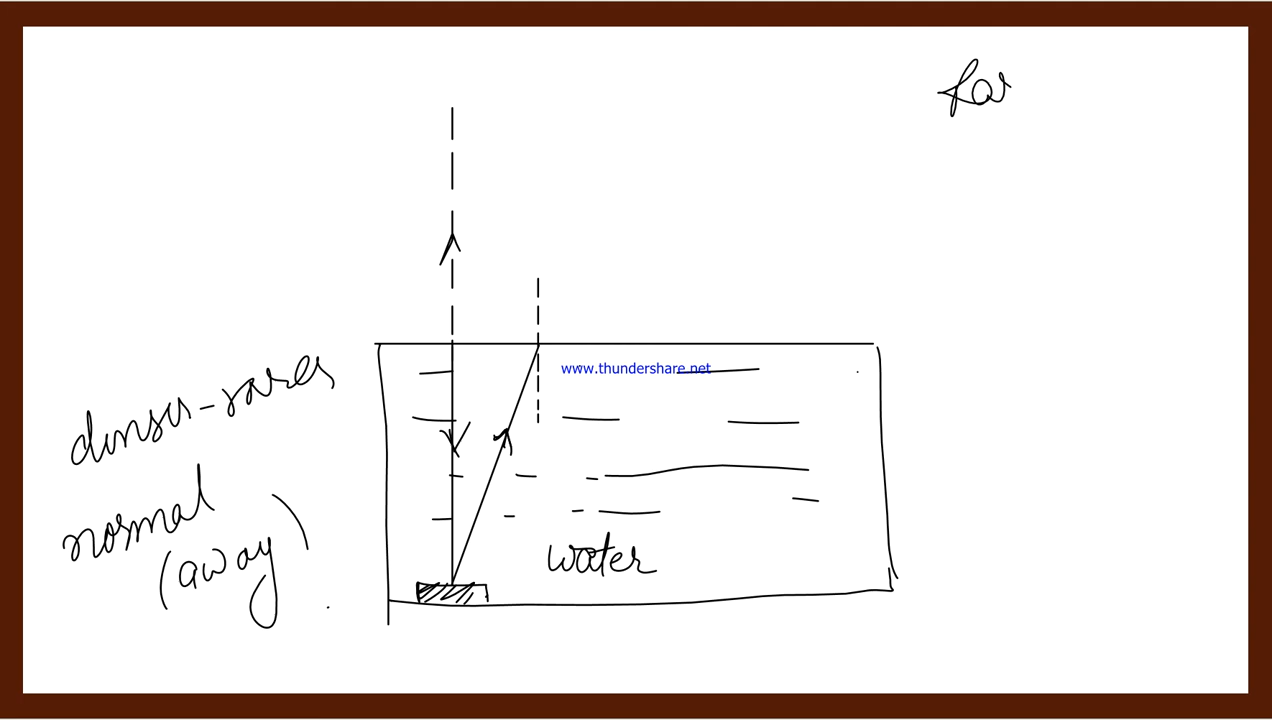 for
www.thundershare.net
denser-rarer
normal
(away)
water